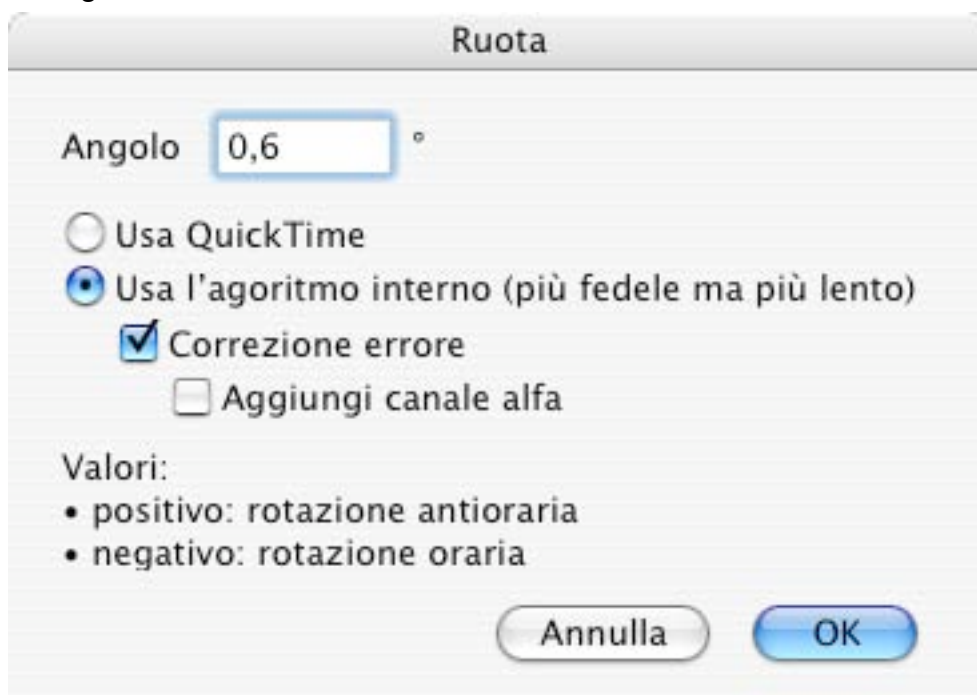 Ruota
Angolo 0,6 °
Usa QuickTime
Usa l'agoritmo interno (più fedele ma più lento)
Correzione errore
Aggiungi canale alfa
Valori:
• positivo: rotazione antioraria
• negativo: rotazione oraria
Annulla OK